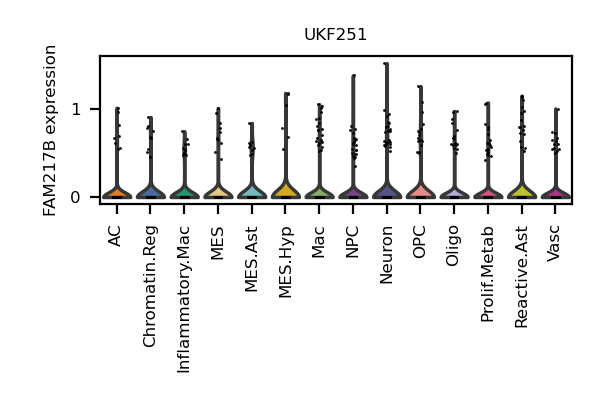 UKF251
FAM217B expression
1
0
AC
Chromatin.Reg
Inflammatory.Mac
MES
MES.Ast
MES.Hyp
Mac
NPC
Neuron
OPC
Oligo
Prolif.Metab
Reactive.Ast
Vasc